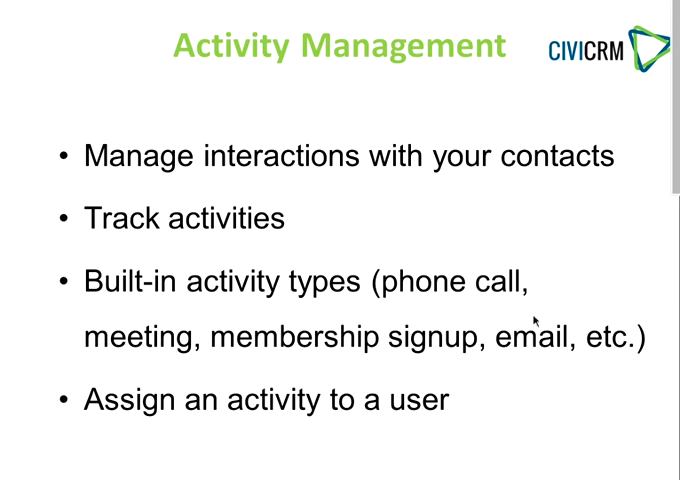 Activity Management
CIVICRM
• Manage interactions with your contacts
• Track activities
• Built-in activity types (phone call,
meeting, membership signup, email, etc.)
• Assign an activity to a user